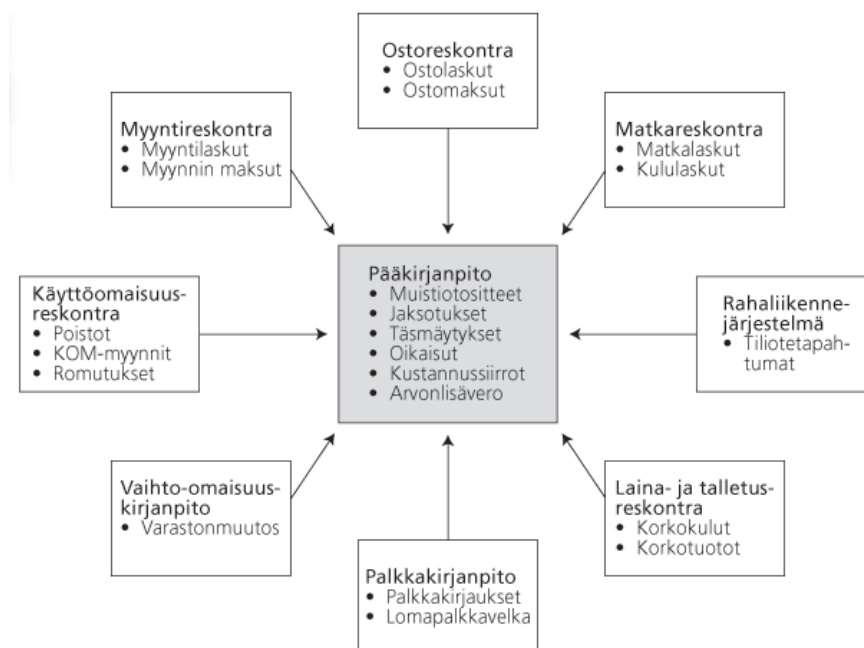 Ostoreskontra
• Ostolaskut
• Ostomaksut
Myyntireskontra
• Myyntilaskut
• Myynnin maksut
Matkareskontra
• Matkalaskut
• Kululaskut
Pääkirjanpito
• Muistiotositteet
• Jaksotukset
• Täsmäytykset
• Oikaisut
• Kustannussiirrot
• Arvonlisävero
Käyttöomaisuus-
reskontra
• Poistot
• KOM-myynnit
• Romutukset
Rahaliikenne-
järjestelmä
• Tiliotetapah-
tumat
Vaihto-omaisuus-
kirjanpito
• Varastonmuutos
Palkkakirjanpito
• Palkkakirjaukset
• Lomapalkkavelka
Laina- ja talletus-
reskontra
• Korkokulut
• Korkotuotot